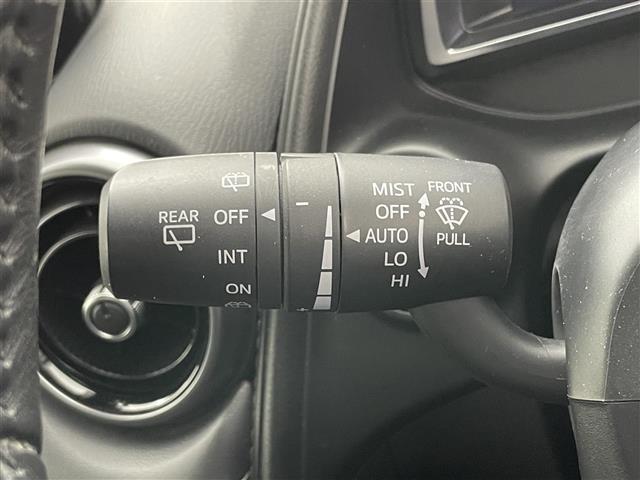 REAR
OFF
INT
ON
−
+
MIST
OFF
AUTO
LO
HI
FRONT
PULL